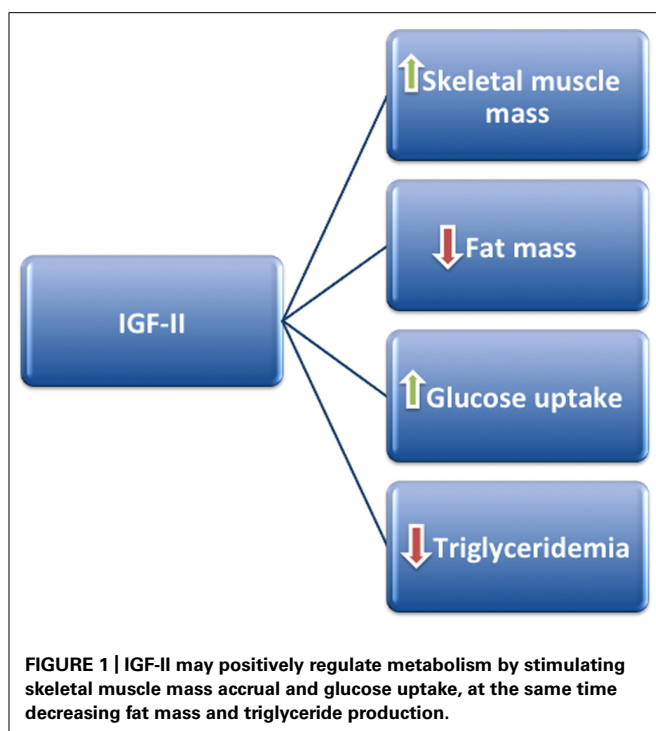 Skeletal muscle
mass
Fat mass
IGF-II
Glucose uptake
Triglyceridemia
FIGURE 1 | IGF-II may positively regulate metabolism by stimulating
skeletal muscle mass accrual and glucose uptake, at the same time
decreasing fat mass and triglyceride production.